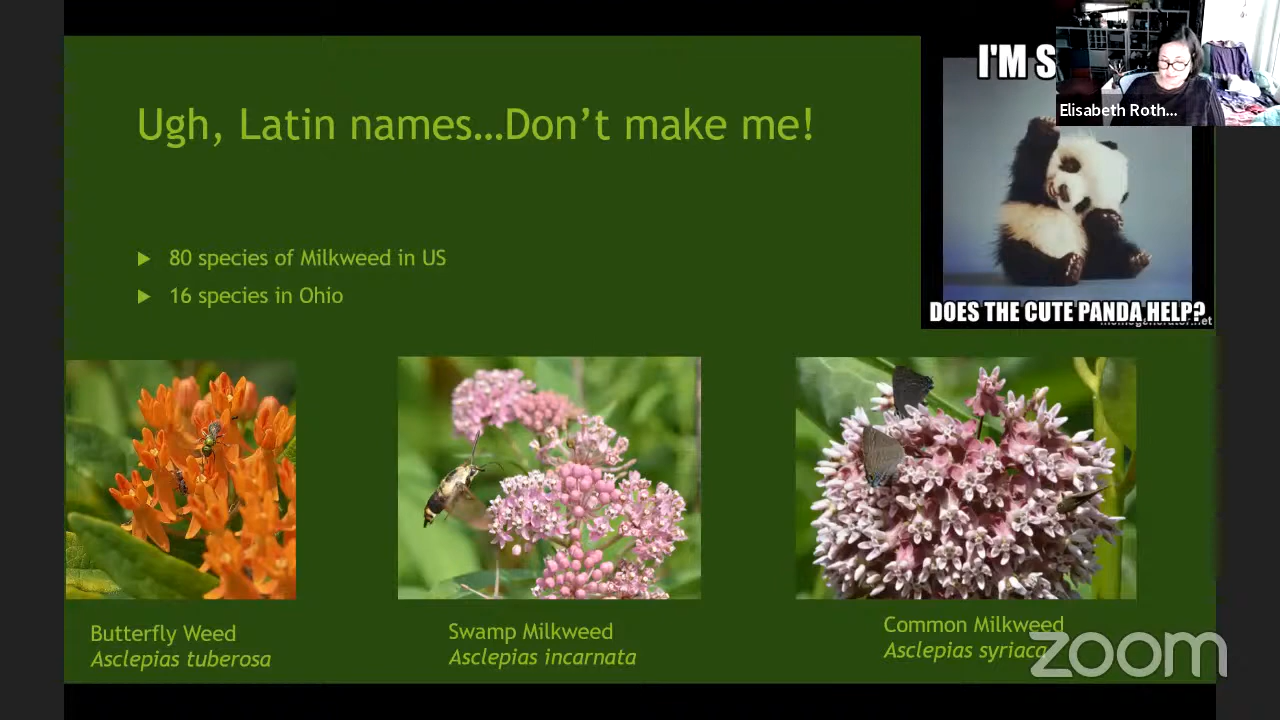 I'M S
Elisabeth Roth...
Ugh, Latin names...Don't make me!
80 species of Milkweed in US
16 species in Ohio
DOES THE CUTE PANDA HELP?
Butterfly Weed
Asclepias tuberosa
Swamp Milkweed
Asclepias incarnata
Common Milkweed
Asclepias syriaca
zoom